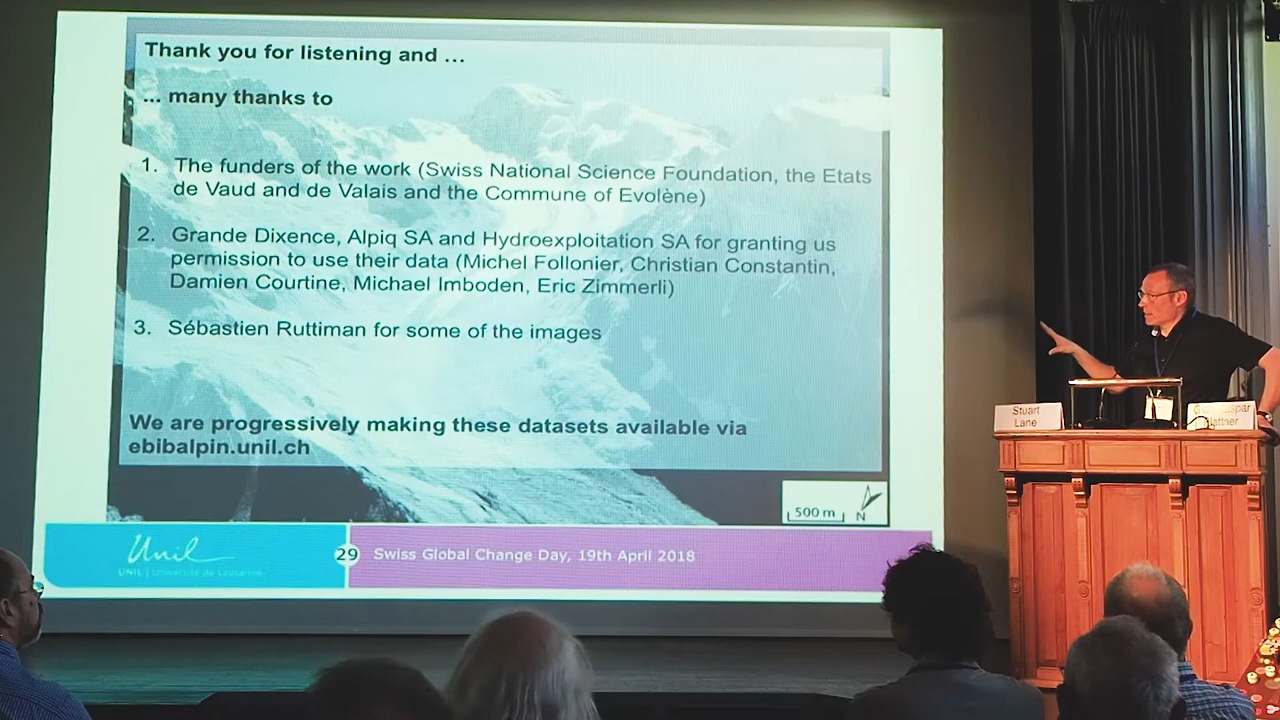 Thank you for listening and ...
... many thanks to
1. The funders of the work (Swiss National Science Foundation, the Etats
de Vaud and de Valais and the Commune of Evolène)
2. Grande Dixence, Alpiq SA and Hydroexploitation SA for granting us
permission to use their data (Michel Follonier, Christian Constantin,
Damien Courtine, Michael Imboden, Eric Zimmerli)
3. Sébastien Ruttiman for some of the images
We are progressively making these datasets available via
ebibalpin.unil.ch
500 m N
Unil
UNIL | Université de Lausanne
29 Swiss Global Change Day, 19th April 2018
Stuart
Lane